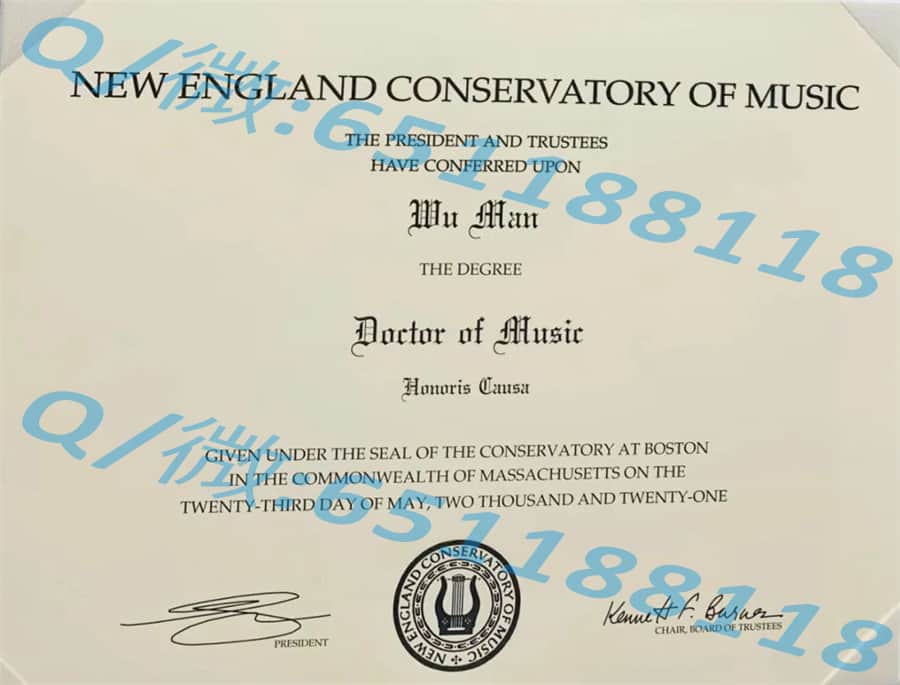 NEW ENGLAND CONSERVATORY OF MUSIC
THE PRESIDENT AND TRUSTEES
HAVE CONFERRED UPON
Wu Man
THE DEGREE
Doctor of Music
Honoris Causa
GIVEN UNDER THE SEAL OF THE CONSERVATORY AT BOSTON
IN THE COMMONWEALTH OF MASSACHUSETTS ON THE
TWENTY-THIRD DAY OF MAY, TWO THOUSAND AND TWENTY-ONE
NEW ENGLAND CONSERVATORY OF MUSIC
PRESIDENT
Kenneth F. Burnes
CHAIR, BOARD OF TRUSTEES
Q/微:651188118
Q/微:651188118